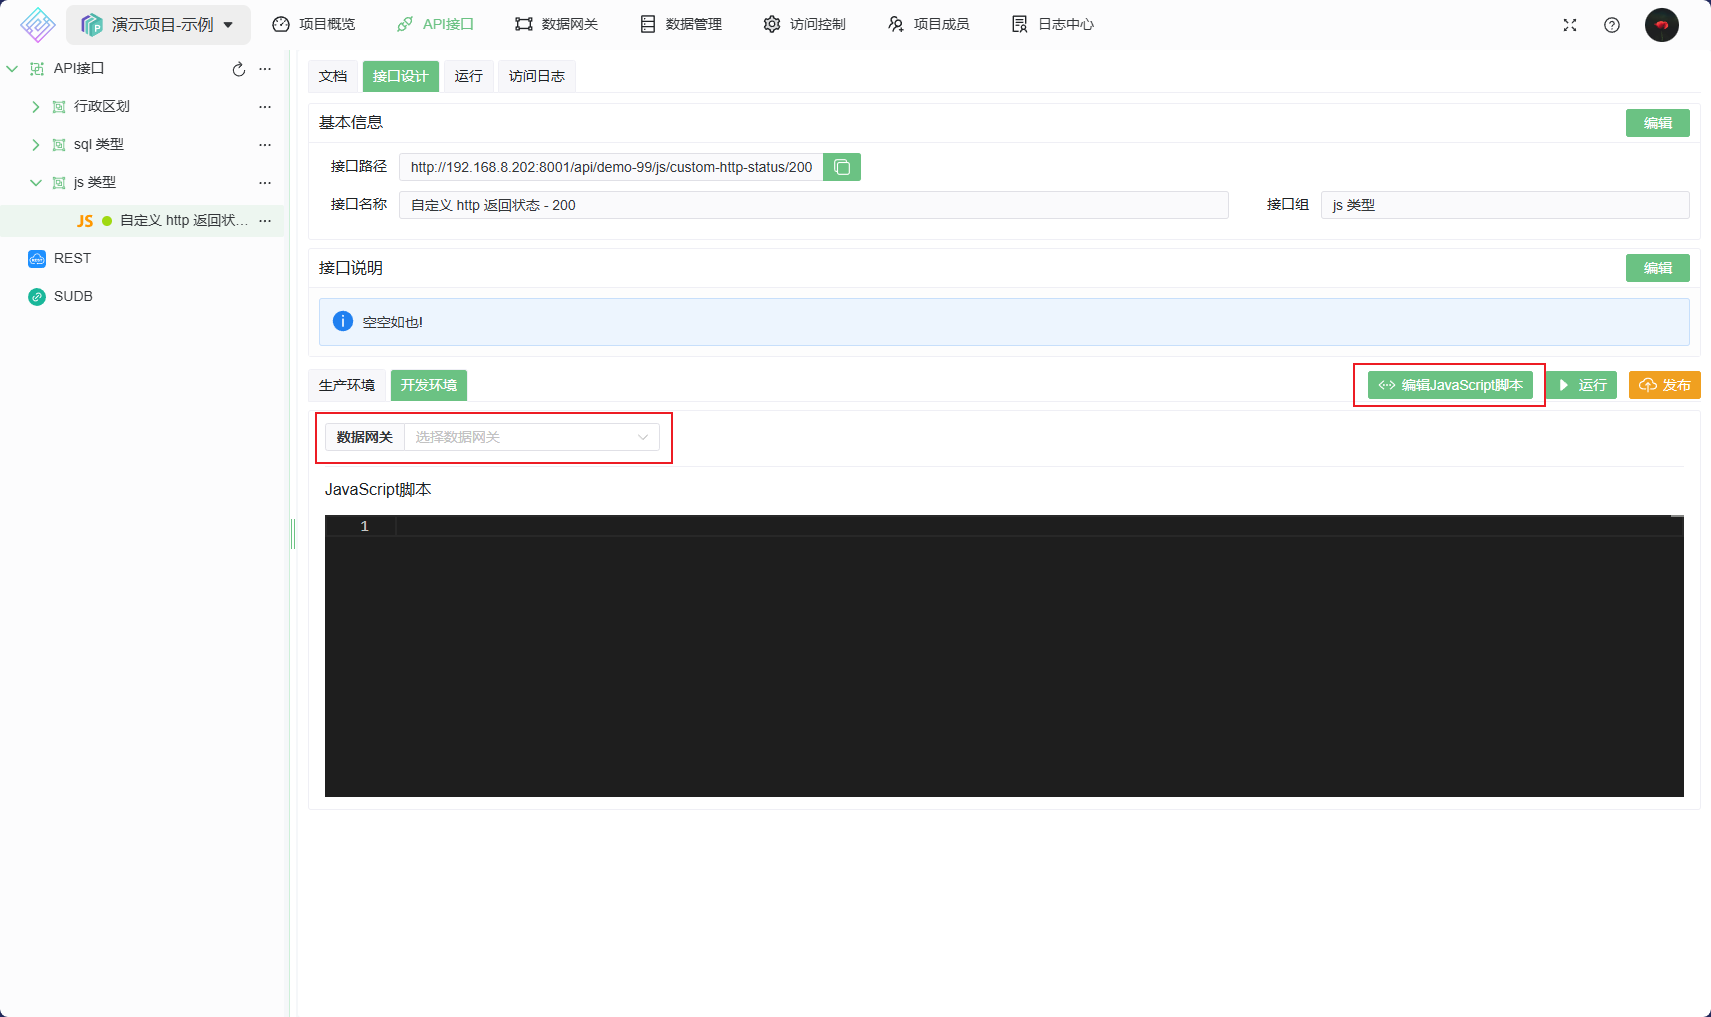 演示项目-示例 项目概览 API接口 数据网关 数据管理 访问控制 项目成员 日志中心
API接口
行政区划
sql 类型
js 类型
JS 自定义 http 返回状...
REST
SUDB
文档 接口设计 运行 访问日志
基本信息 编辑
接口路径 http://192.168.8.202:8001/api/demo-99/js/custom-http-status/200
接口名称 自定义 http 返回状态 - 200 接口组 js 类型
接口说明 编辑
空空如也!
生产环境 开发环境 编辑JavaScript脚本 运行 发布
数据网关 选择数据网关
JavaScript脚本
1